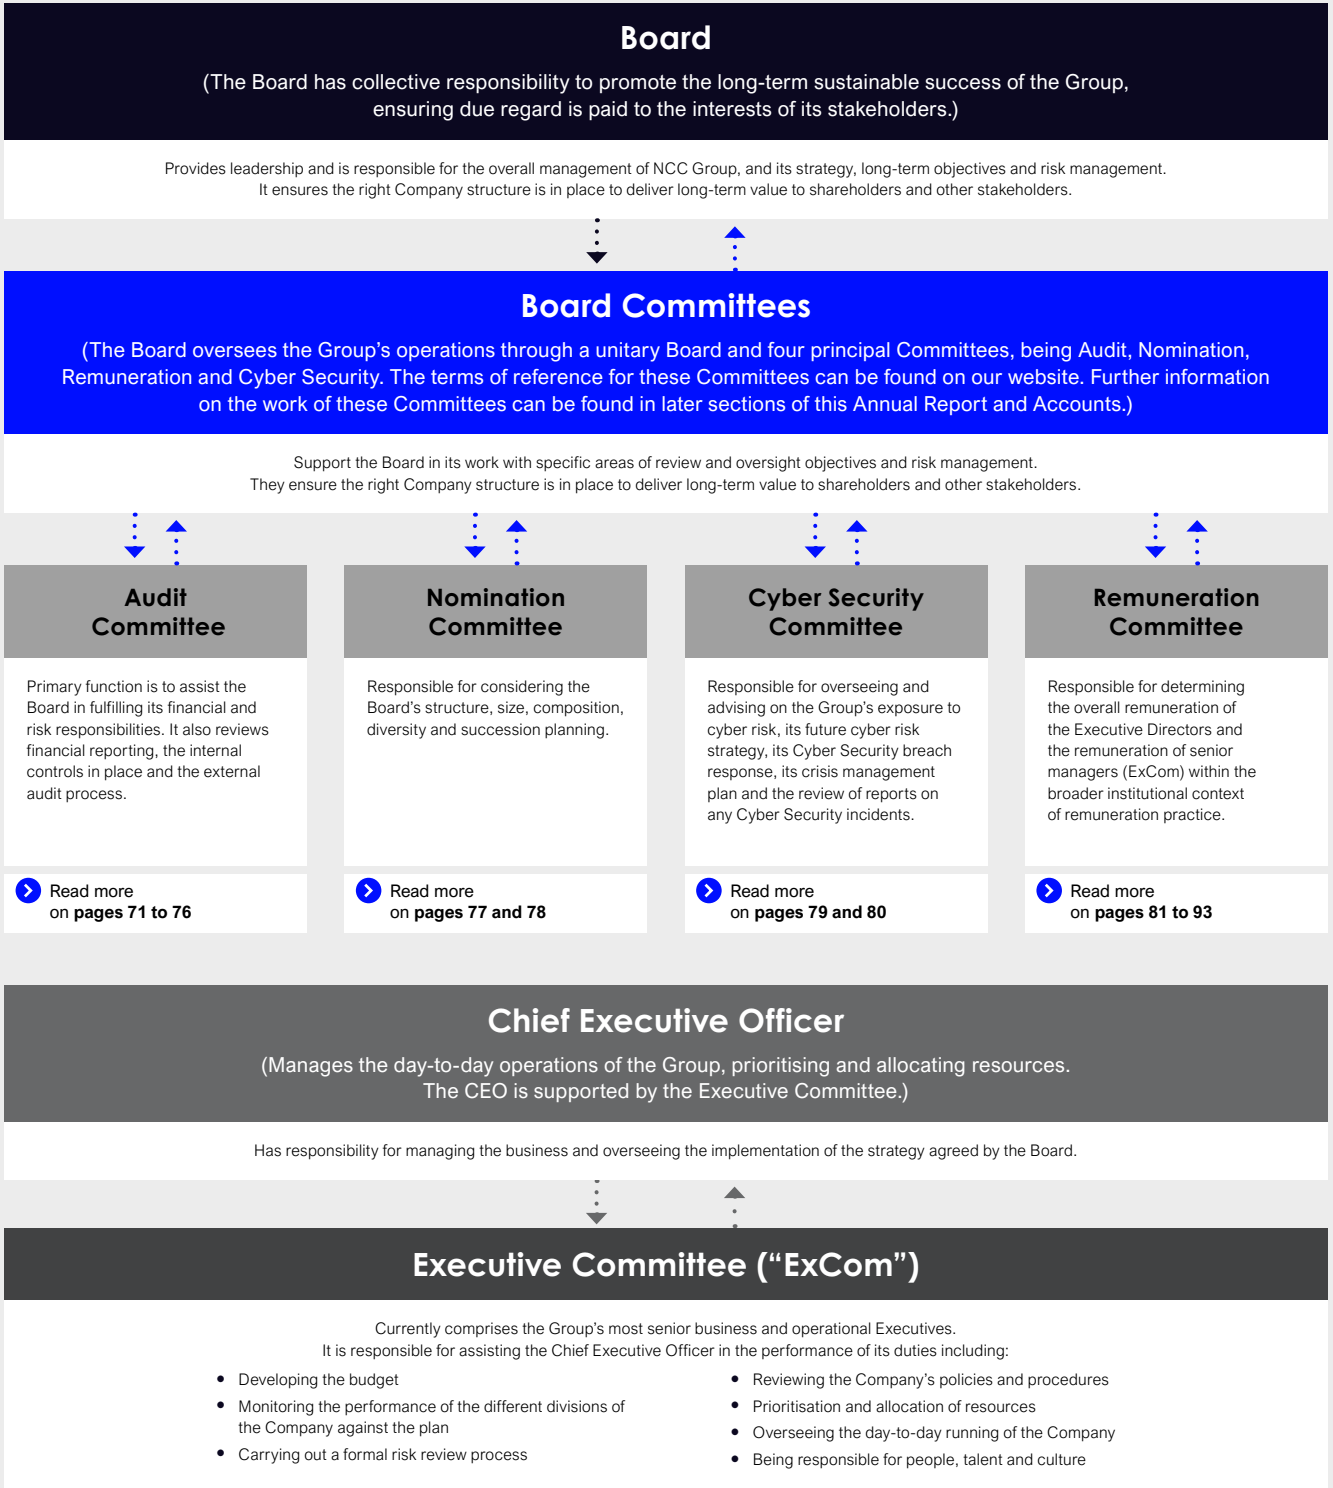 Board
(The Board has collective responsibility to promote the long-term sustainable success of the Group,
ensuring due regard is paid to the interests of its stakeholders.)
Provides leadership and is responsible for the overall management of NCC Group, and its strategy, long-term objectives and risk management.
It ensures the right Company structure is in place to deliver long-term value to shareholders and other stakeholders.
Board Committees
(The Board oversees the Group’s operations through a unitary Board and four principal Committees, being Audit, Nomination,
Remuneration and Cyber Security. The terms of reference for these Committees can be found on our website. Further information
on the work of these Committees can be found in later sections of this Annual Report and Accounts.)
Support the Board in its work with specific areas of review and oversight objectives and risk management.
They ensure the right Company structure is in place to deliver long-term value to shareholders and other stakeholders.
Audit
Committee
Primary function is to assist the
Board in fulfilling its financial and
risk responsibilities. It also reviews
financial reporting, the internal
controls in place and the external
audit process.
Read more
on pages 71 to 76
Nomination
Committee
Responsible for considering the
Board’s structure, size, composition,
diversity and succession planning.
Read more
on pages 77 and 78
Cyber Security
Committee
Responsible for overseeing and
advising on the Group’s exposure to
cyber risk, its future cyber risk
strategy, its Cyber Security breach
response, its crisis management
plan and the review of reports on
any Cyber Security incidents.
Read more
on pages 79 and 80
Remuneration
Committee
Responsible for determining
the overall remuneration of
the Executive Directors and
the remuneration of senior
managers (ExCom) within the
broader institutional context
of remuneration practice.
Read more
on pages 81 to 93
Chief Executive Officer
(Manages the day-to-day operations of the Group, prioritising and allocating resources.
The CEO is supported by the Executive Committee.)
Has responsibility for managing the business and overseeing the implementation of the strategy agreed by the Board.
Executive Committee (“ExCom”)
Currently comprises the Group’s most senior business and operational Executives.
It is responsible for assisting the Chief Executive Officer in the performance of its duties including:
• Developing the budget
• Monitoring the performance of the different divisions of
the Company against the plan
• Carrying out a formal risk review process
• Reviewing the Company’s policies and procedures
• Prioritisation and allocation of resources
• Overseeing the day-to-day running of the Company
• Being responsible for people, talent and culture